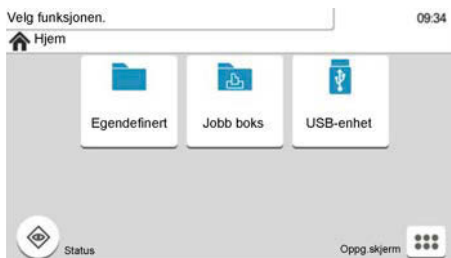 Velg funksjonen.
09:34
Hjem
Egendefinert
Jobb boks
USB-enhet
Status
Oppg.skjerm